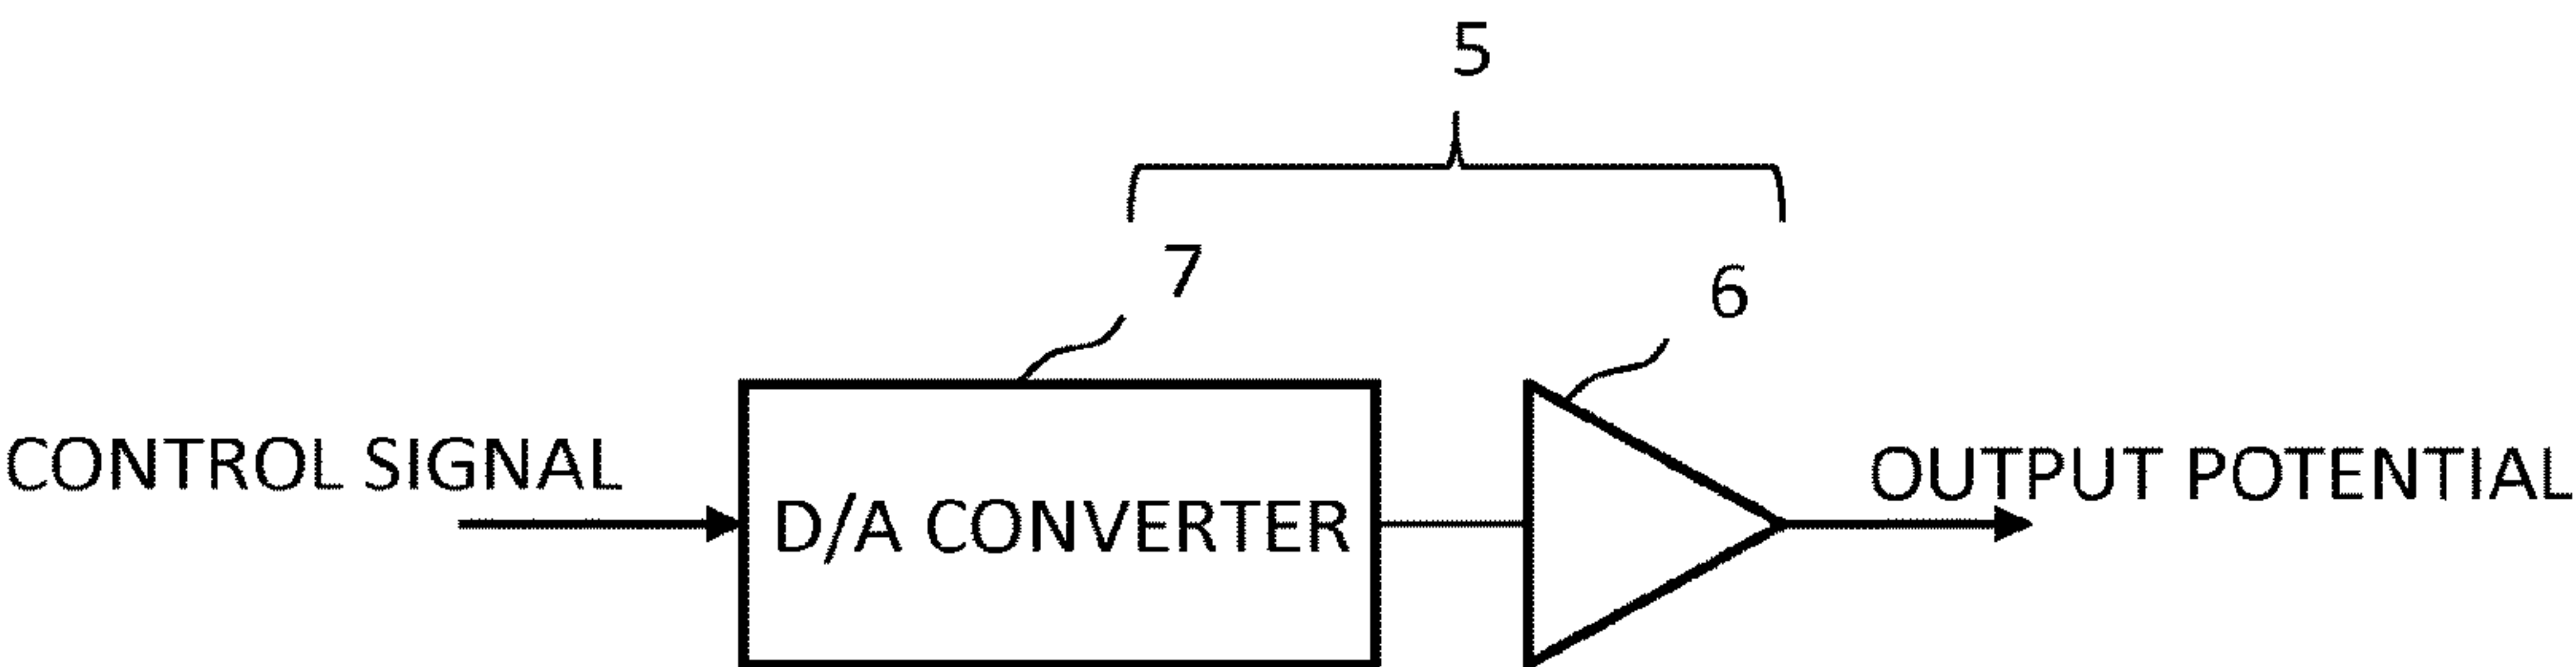 5
7
6
CONTROL SIGNAL
D/A CONVERTER
OUTPUT POTENTIAL